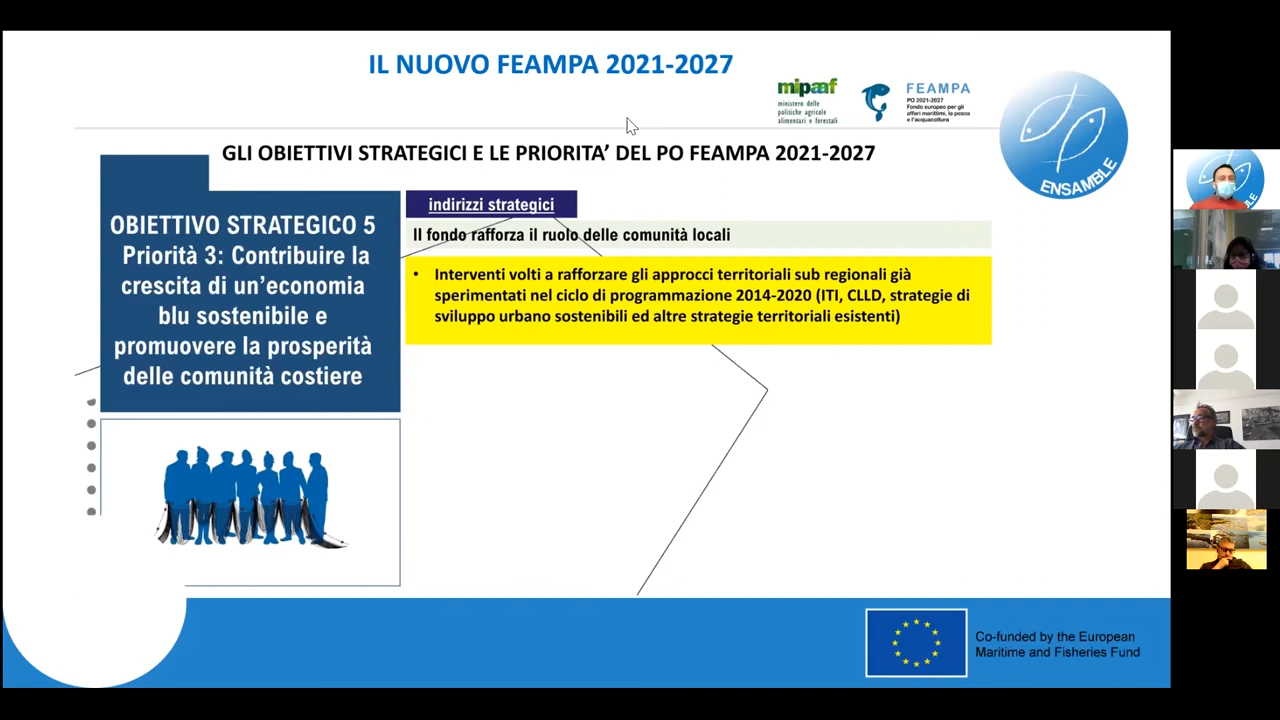 IL NUOVO FEAMPA 2021-2027
mipaaf
ministero delle
politiche agricole
alimentari e forestali
FEAMPA
PO 2021-2027
Fondo europeo per gli
affari marittimi, la pesca
e l'acquacoltura
ENSAMBLE
GLI OBIETTIVI STRATEGICI E LE PRIORITA’ DEL PO FEAMPA 2021-2027
OBIETTIVO STRATEGICO 5
Priorità 3: Contribuire la
crescita di un’economia
blu sostenibile e
promuovere la prosperità
delle comunità costiere
indirizzi strategici
Il fondo rafforza il ruolo delle comunità locali
• Interventi volti a rafforzare gli approcci territoriali sub regionali già
sperimentati nel ciclo di programmazione 2014-2020 (ITI, CLLD, strategie di
sviluppo urbano sostenibili ed altre strategie territoriali esistenti)
Co-funded by the European
Maritime and Fisheries Fund